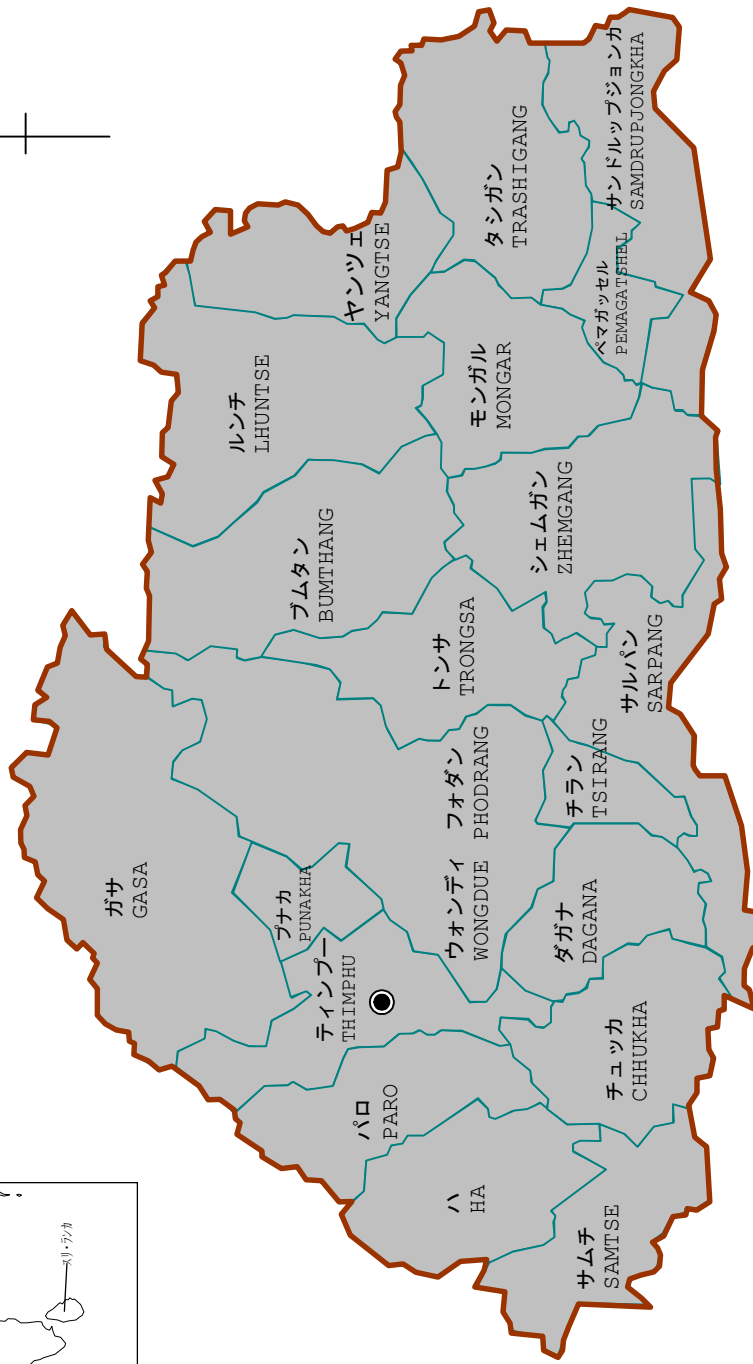 ガサ
GASA
プナカ
PUNAKHA
ティンプー
THIMPHU
パロ
PARO
ハ
HA
サムチ
SAMTSE
チュッカ
CHHUKHA
ダガナ
DAGANA
ウォンディ フォダン
WONGDUE PHODRANG
チラン
TSIRANG
サルパン
SARPANG
トンサ
TRONGSA
ブムタン
BUMTHANG
シェムガン
ZHEMGANG
ルンチ
LHUNTSE
モンガル
MONGAR
ヤンツェ
YANGTSE
タシガン
TRASHIGANG
ペマガッセル
PEMAGATSHEL
サンドルップジョンカ
SAMDRUPJONGKHA
スリ・ランカ